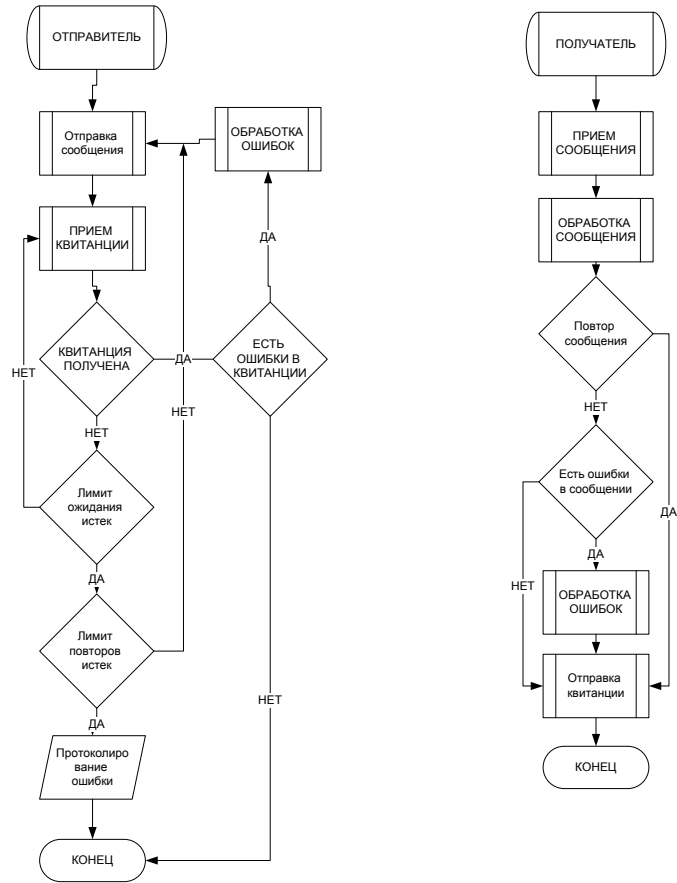 ОТПРАВИТЕЛЬ
Отправка
сообщения
ОБРАБОТКА
ОШИБОК
ПРИЕМ
КВИТАНЦИИ
ДА
КВИТАНЦИЯ
ПОЛУЧЕНА
ДА
ЕСТЬ
ОШИБКИ В
КВИТАНЦИИ
НЕТ
НЕТ
НЕТ
Лимит
ожидания
истек
ДА
Лимит
повторов
истек
НЕТ
ДА
Протоколиро
вание
ошибки
КОНЕЦ
ПОЛУЧАТЕЛЬ
ПРИЕМ
СООБЩЕНИЯ
ОБРАБОТКА
СООБЩЕНИЯ
Повтор
сообщения
НЕТ
Есть ошибки
в сообщении
ДА
ДА
НЕТ
ОБРАБОТКА
ОШИБОК
Отправка
квитанции
КОНЕЦ